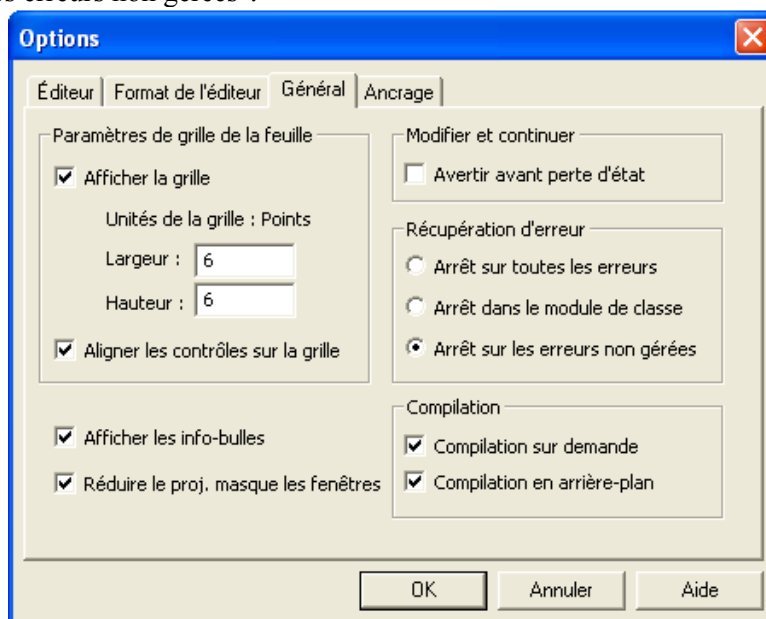 s erreurs non gérées".
Options
Éditeur Format de l'éditeur Général Ancrage
Paramètres de grille de la feuille
Afficher la grille
Unités de la grille : Points
Largeur : 6
Hauteur : 6
Aligner les contrôles sur la grille
Afficher les info-bulles
Réduire le proj. masque les fenêtres
Modifier et continuer
Avertir avant perte d'état
Récupération d'erreur
Arrêt sur toutes les erreurs
Arrêt dans le module de classe
Arrêt sur les erreurs non gérées
Compilation
Compilation sur demande
Compilation en arrière-plan
OK Annuler Aide